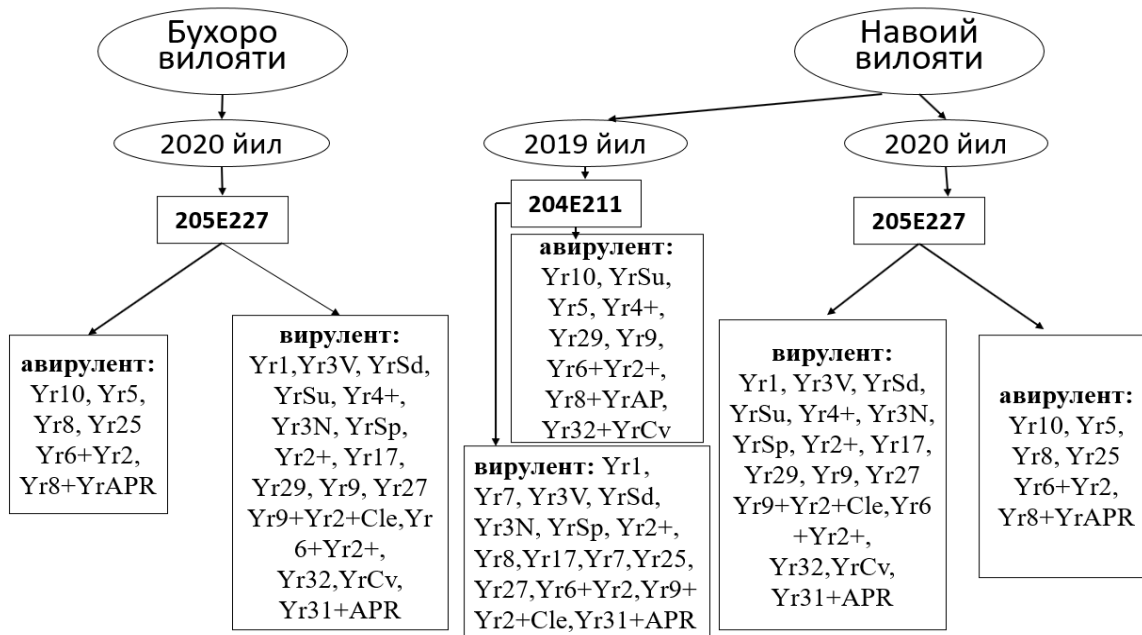 Бухоро
вилояти
Навоий
вилояти
2020 йил
2019 йил
2020 йил
205E227
204E211
205E227
авирулент:
Yr10, Yr5,
Yr8, Yr25
Yr6+Yr2,
Yr8+YrAPR
вирулент:
Yr1,Yr3V, YrSd,
YrSu, Yr4+,
Yr3N, YrSp,
Yr2+, Yr17,
Yr29, Yr9, Yr27
Yr9+Yr2+Cle,Yr
6+Yr2+,
Yr32,YrCv,
Yr31+APR
авирулент:
Yr10, YrSu,
Yr5, Yr4+,
Yr29, Yr9,
Yr6+Yr2+,
Yr8+YrAP,
Yr32+YrCv
вирулент: Yr1,
Yr7, Yr3V, YrSd,
Yr3N, YrSp, Yr2+,
Yr8,Yr17,Yr7,Yr25,
Yr27,Yr6+Yr2,Yr9+
Yr2+Cle,Yr31+APR
вирулент:
Yr1, Yr3V, YrSd,
YrSu, Yr4+, Yr3N,
YrSp, Yr2+, Yr17,
Yr29, Yr9, Yr27
Yr9+Yr2+Cle,Yr6
+Yr2+,
Yr32,YrCv,
Yr31+APR
авирулент:
Yr10, Yr5,
Yr8, Yr25
Yr6+Yr2,
Yr8+YrAPR